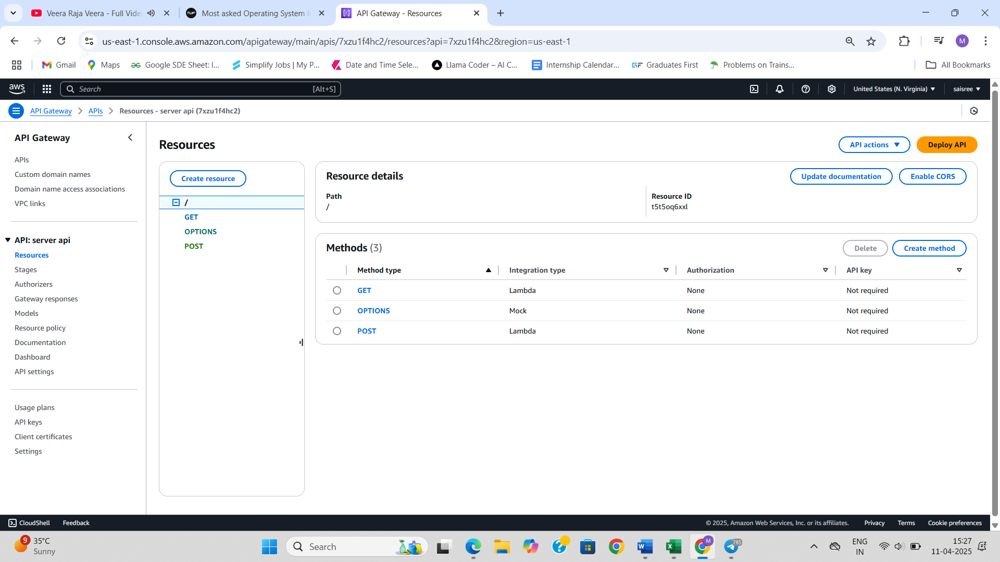 Veera Raja Veera - Full Vide
Most asked Operating System I
API Gateway - Resources
us-east-1.console.aws.amazon.com/apigateway/main/apis/7xzu1f4hc2/resources?api=7xzu1f4hc2&region=us-east-1
M
Gmail
Maps
Google SDE Sheet: I...
Simplify Jobs | My P...
Date and Time Sele...
Llama Coder – AI C...
Internship Calendar...
Graduates First
Problems on Trains...
All Bookmarks
aws
Search
[Alt+S]
United States (N. Virginia)
saisree
API Gateway
APIs
Resources - server api (7xzu1f4hc2)
API Gateway
APIs
Custom domain names
Domain name access associations
VPC links
API: server api
Resources
Stages
Authorizers
Gateway responses
Models
Resource policy
Documentation
Dashboard
API settings
Usage plans
API keys
Client certificates
Settings
Resources
API actions
Deploy API
Create resource
/
GET
OPTIONS
POST
Resource details
Update documentation
Enable CORS
Path
/
Resource ID
t5t5oq6xxl
Methods (3)
Delete
Create method
Method type Integration type Authorization API key
GET Lambda None Not required
OPTIONS Mock None Not required
POST Lambda None Not required
CloudShell
Feedback
© 2025, Amazon Web Services, Inc. or its affiliates.
Privacy
Terms
Cookie preferences
9
35°C
Sunny
Search
W
M
785
ENG
IN
15:27
11-04-2025